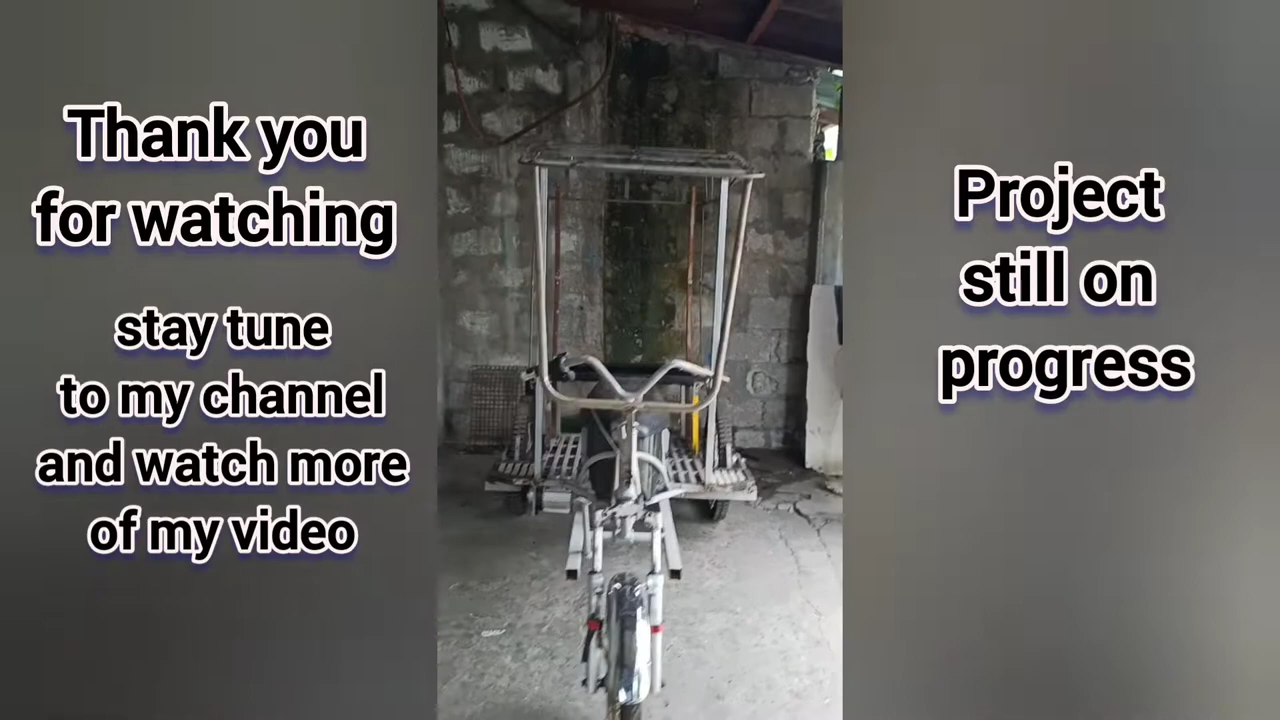 Thank you
for watching
stay tune
to my channel
and watch more
of my video
Project
still on
progress